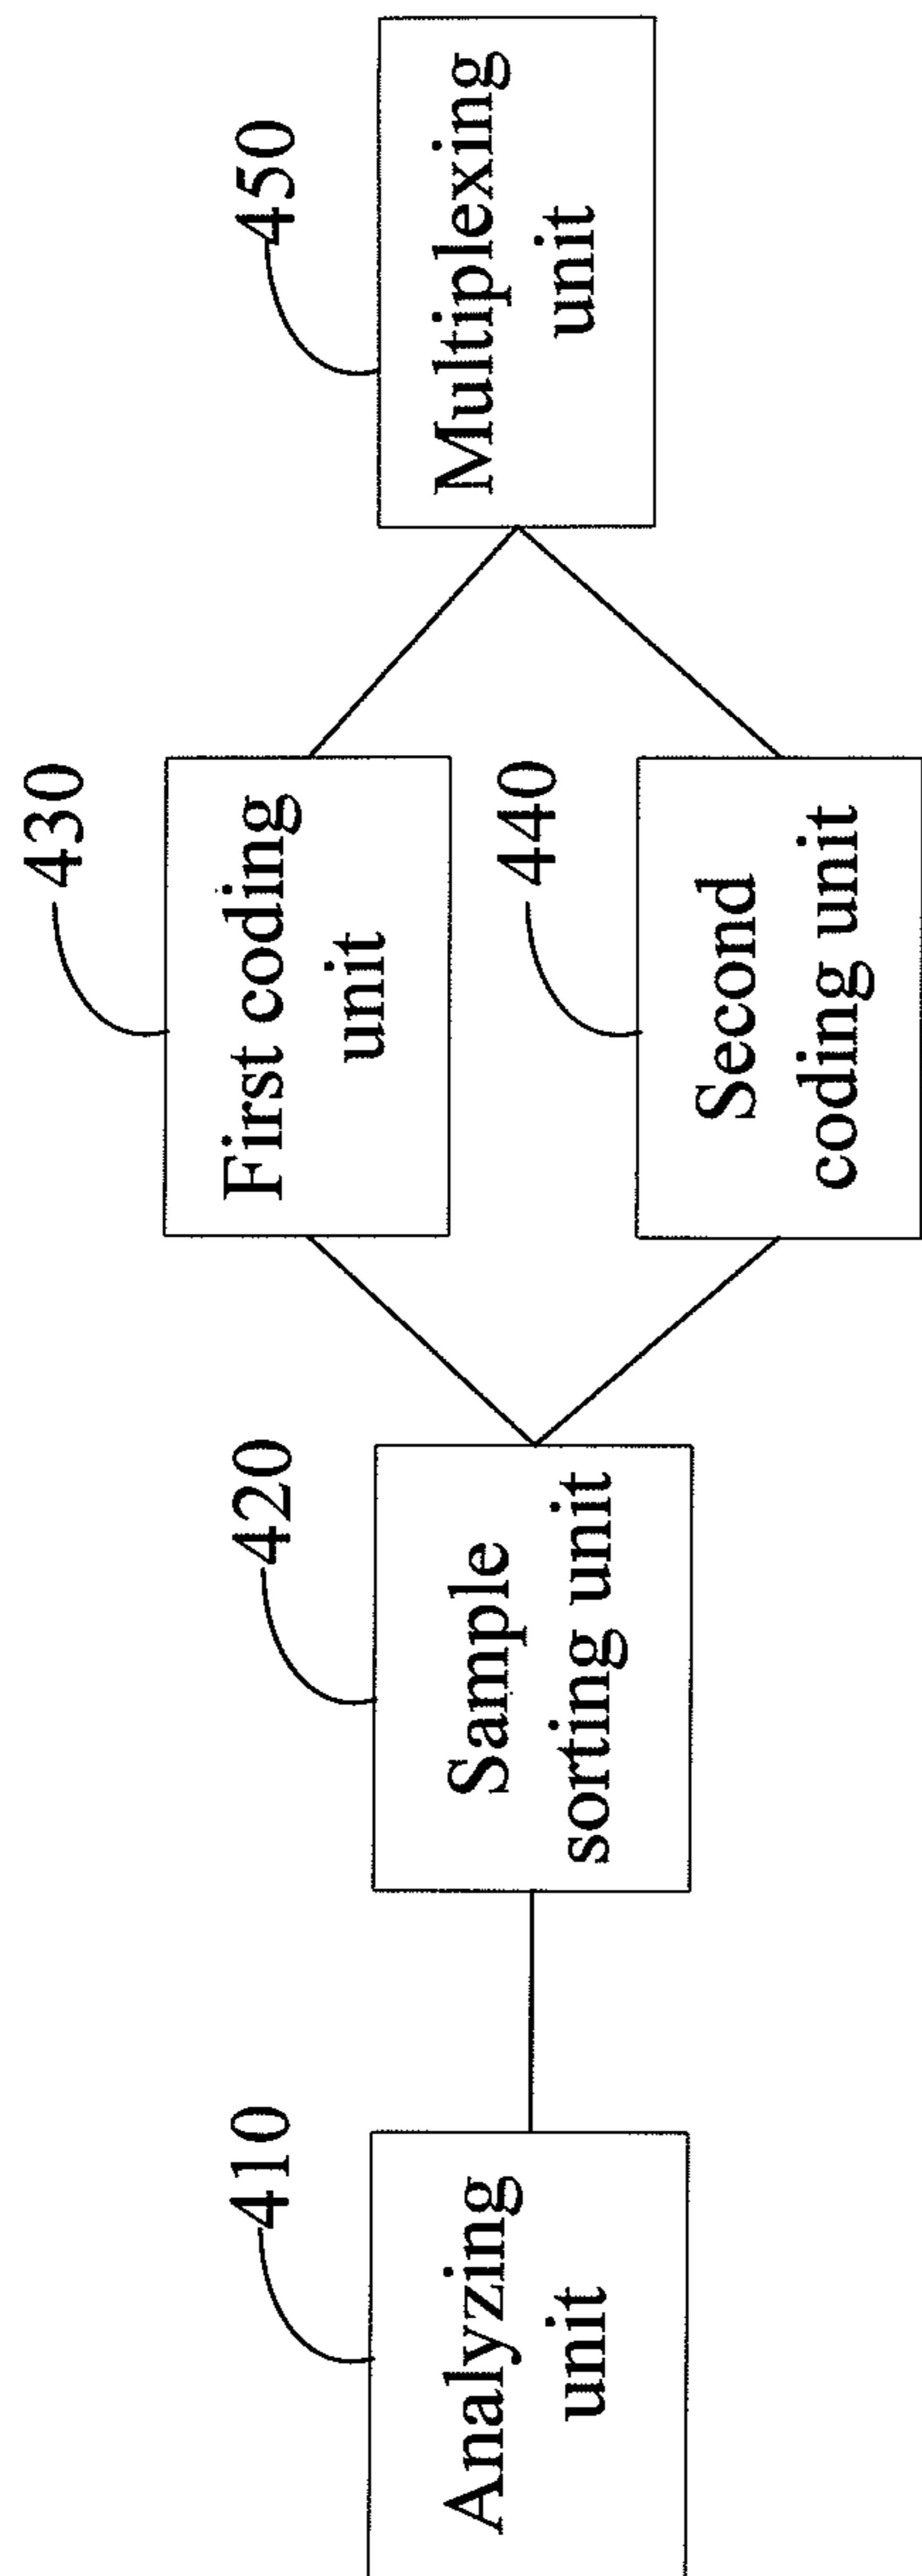 410
Analyzing
unit
420
Sample
sorting unit
430
First coding
unit
440
Second
coding unit
450
Multiplexing
unit